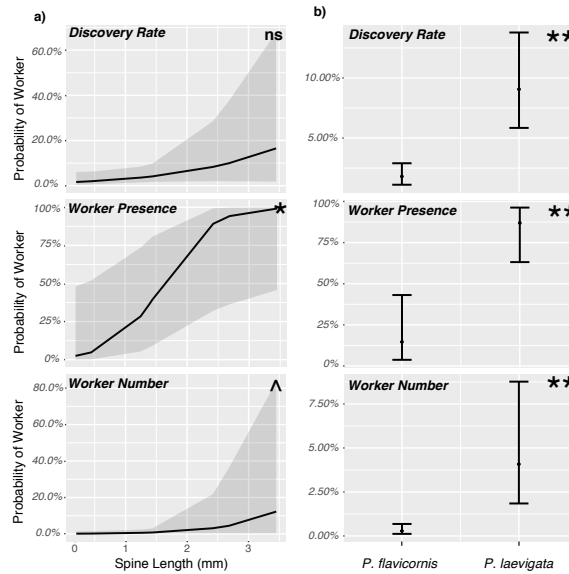 a)
Discovery Rate
ns
Probability of Worker
60.0%
40.0%
20.0%
0.0%
Worker Presence
*
Probability of Worker
100%
75%
50%
25%
0%
Worker Number
^
Probability of Worker
80.0%
60.0%
40.0%
20.0%
0.0%
0 1 2 3
Spine Length (mm)
b)
Discovery Rate
**
10.00%
5.00%
Worker Presence
**
100%
75%
50%
25%
0%
Worker Number
**
7.50%
5.00%
2.50%
0.00%
P. flavicornis P. laevigata